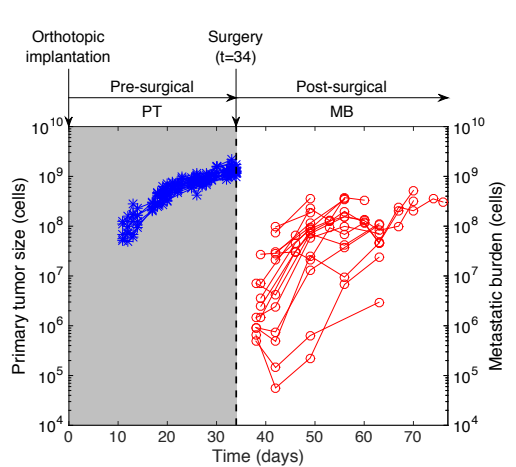 Orthotopic
implantation
Surgery
(t=34)
Pre-surgical
Post-surgical
PT
MB
Primary tumor size (cells)
10^10
10^9
10^8
10^7
10^6
10^5
10^4
10^10
10^9
10^8
10^7
10^6
10^5
10^4
Metastatic burden (cells)
0 10 20 30 40 50 60 70
Time (days)